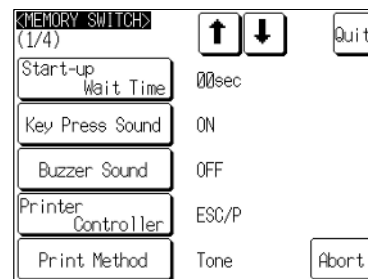 <MEMORY SWITCH>
(1/4)
↑ ↓ Quit
Start-up
Wait Time 00sec
Key Press Sound ON
Buzzer Sound OFF
Printer
Controller ESC/P
Print Method Tone Abort